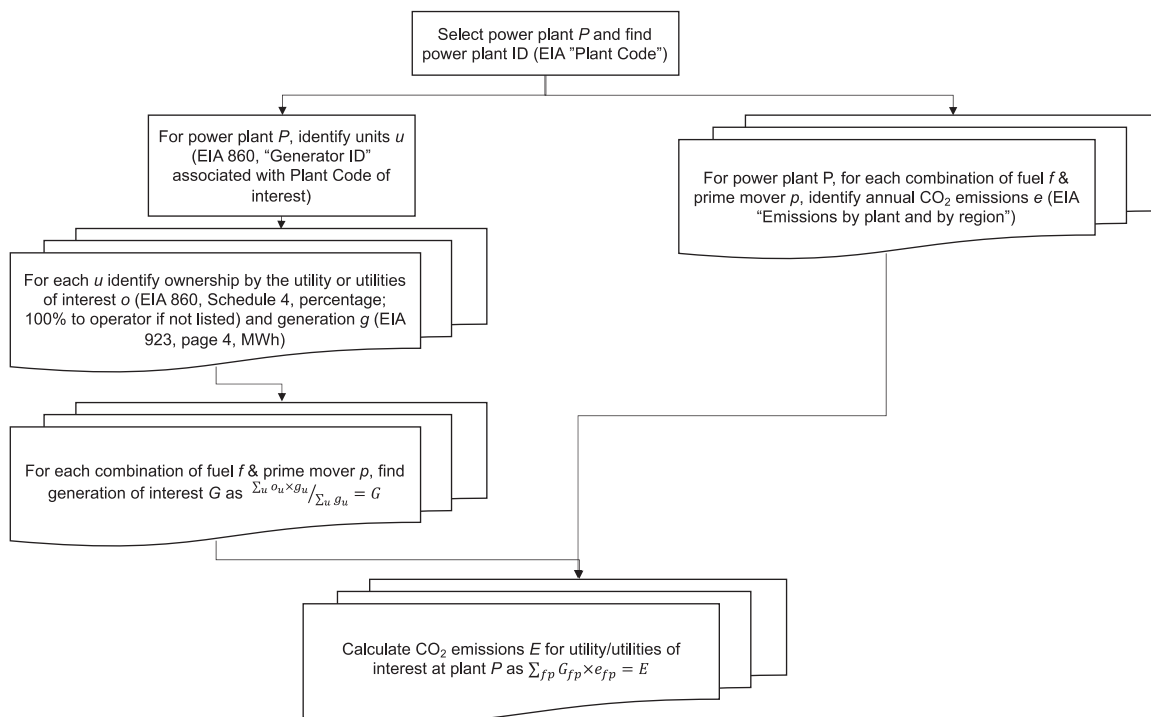 Select power plant P and find
power plant ID (EIA ”Plant Code”)
For power plant P, identify units u
(EIA 860, “Generator ID”
associated with Plant Code of
interest)
For power plant P, for each combination of fuel f &
prime mover p, identify annual CO₂ emissions e (EIA
“Emissions by plant and by region”)
For each u identify ownership by the utility or utilities
of interest o (EIA 860, Schedule 4, percentage;
100% to operator if not listed) and generation g (EIA
923, page 4, MWh)
For each combination of fuel f & prime mover p, find
generation of interest G as ∑ᵤ oᵤ×gᵤ/∑ᵤ gᵤ = G
Calculate CO₂ emissions E for utility/utilities of
interest at plant P as ∑_fp G_fp×e_fp = E